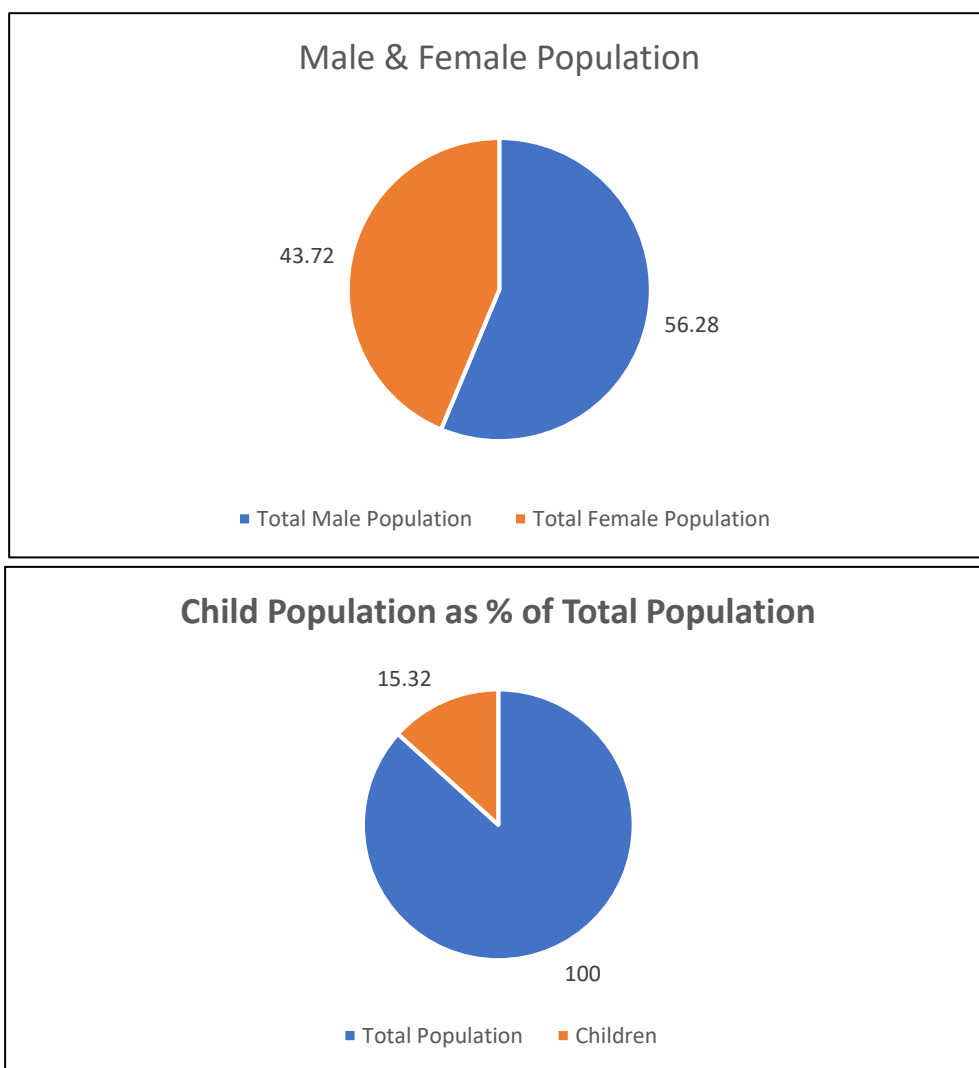 Male & Female Population
43.72
56.28
Total Male Population Total Female Population
Child Population as % of Total Population
15.32
100
Total Population Children